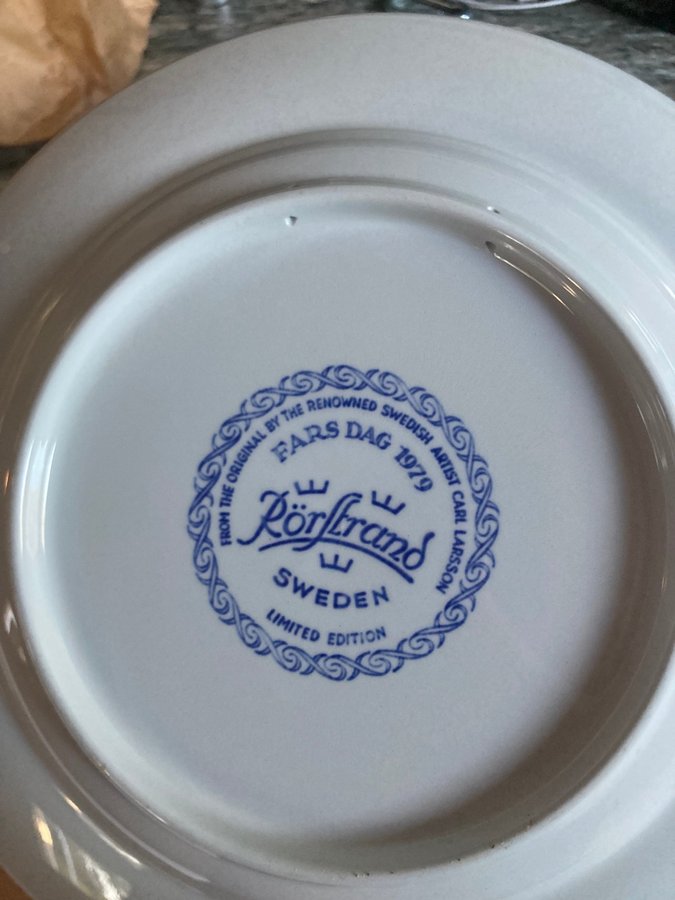 FROM THE ORIGINAL BY THE RENOWNED SWEDISH ARTIST CARL LARSSON
FARS DAG 1979
Rörstrand
SWEDEN
LIMITED EDITION